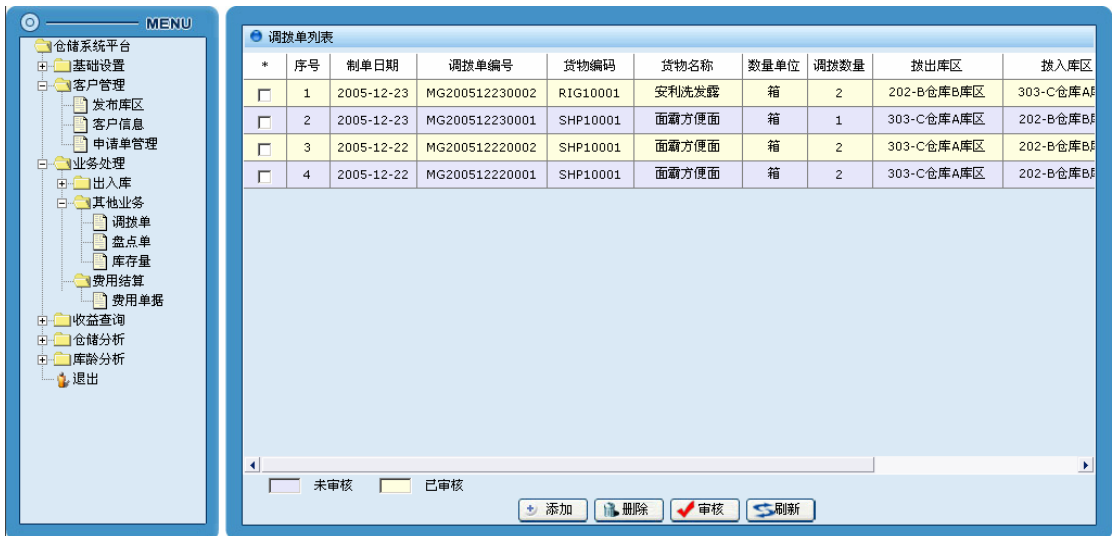 MENU
仓储系统平台
基础设置
客户管理
发布库区
客户信息
申请单管理
业务处理
出入库
其他业务
调拨单
盘点单
库存量
费用结算
费用单据
收益查询
仓储分析
库龄分析
退出
调拨单列表
* 序号 制单日期 调拨单编号 货物编码 货物名称 数量单位 调拨数量 拨出库区 拨入库区
1 2005-12-23 MG200512230002 RIG10001 安利洗发露 箱 2 202-B仓库B库区 303-C仓库A
2 2005-12-23 MG200512230001 SHP10001 面霸方便面 箱 1 303-C仓库A库区 202-B仓库B
3 2005-12-22 MG200512220002 SHP10001 面霸方便面 箱 2 303-C仓库A库区 202-B仓库B
4 2005-12-22 MG200512220001 SHP10001 面霸方便面 箱 2 303-C仓库A库区 202-B仓库B
未审核 已审核
添加 删除 审核 刷新